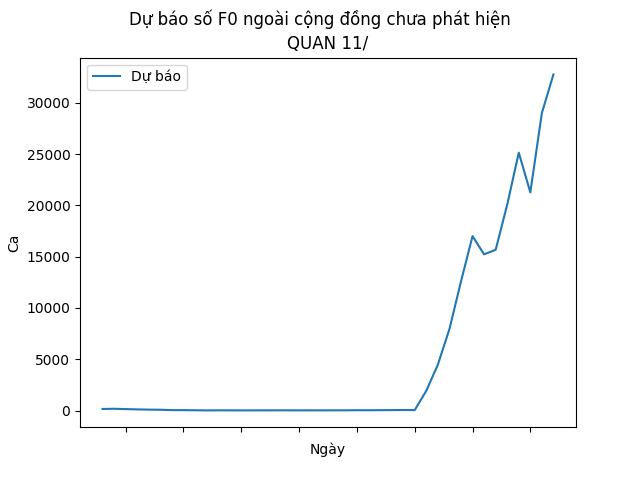 Dự báo số F0 ngoài cộng đồng chưa phát hiện
QUAN 11/
Dự báo
30000
25000
20000
15000
10000
5000
0
Ca
Ngày